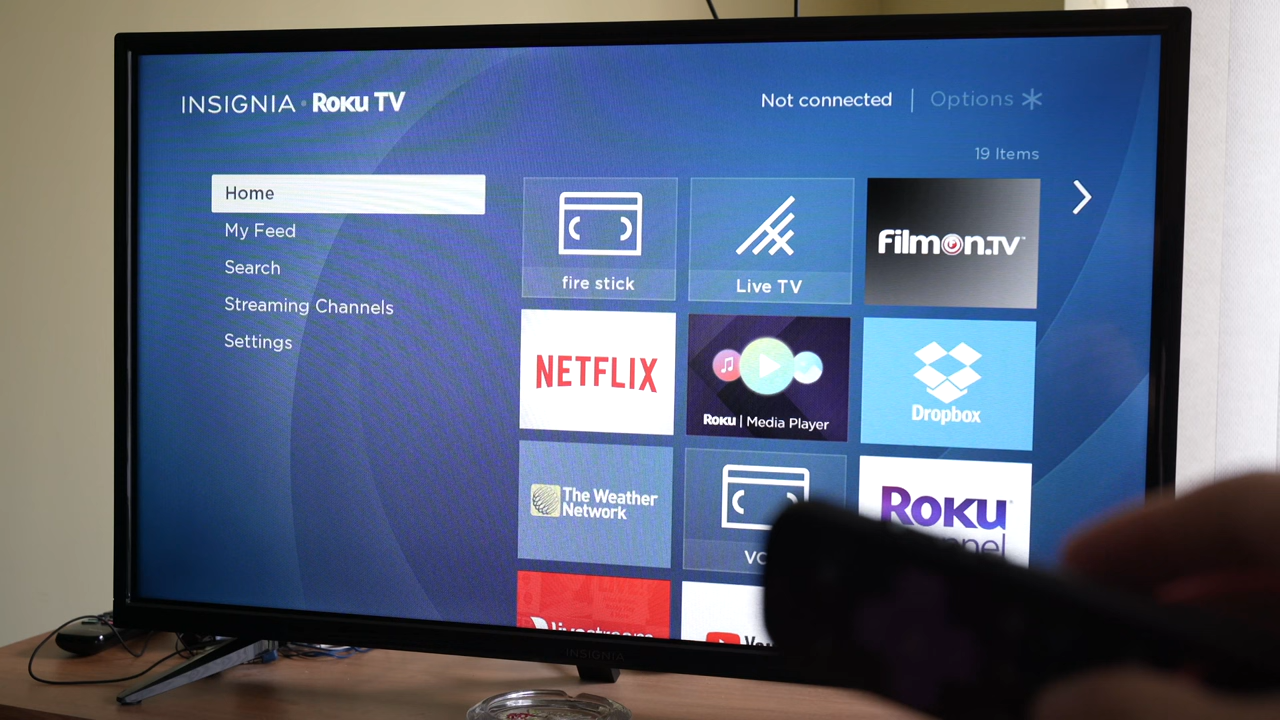 INSIGNIA • Roku TV
Not connected | Options
19 Items
Home
My Feed
Search
Streaming Channels
Settings
fire stick
Live TV
Filmon.TV
NETFLIX
Roku | Media Player
Dropbox
The Weather
Network
Roku
livestream
INSIGNIA